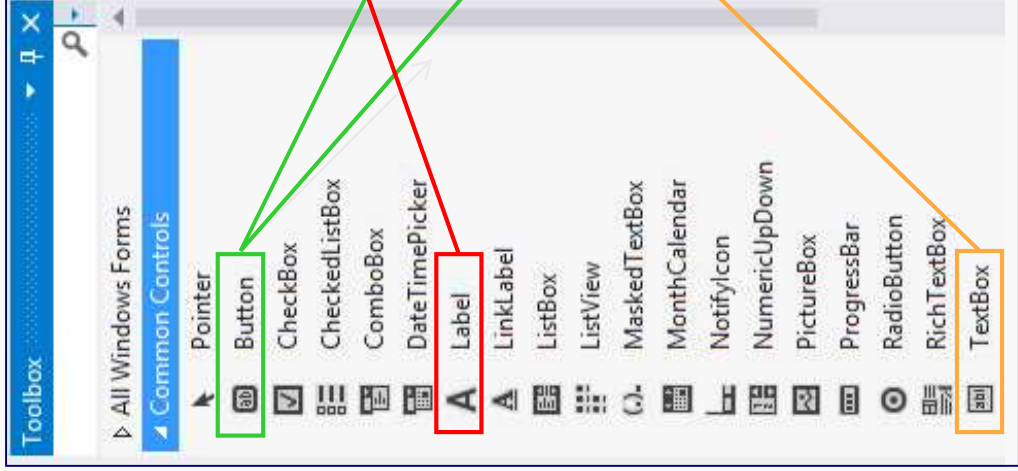 Toolbox
All Windows Forms
Common Controls
Pointer
Button
CheckBox
CheckedListBox
ComboBox
DateTimePicker
Label
LinkLabel
ListBox
ListView
MaskedTextBox
MonthCalendar
NotifyIcon
NumericUpDown
PictureBox
ProgressBar
RadioButton
RichTextBox
TextBox